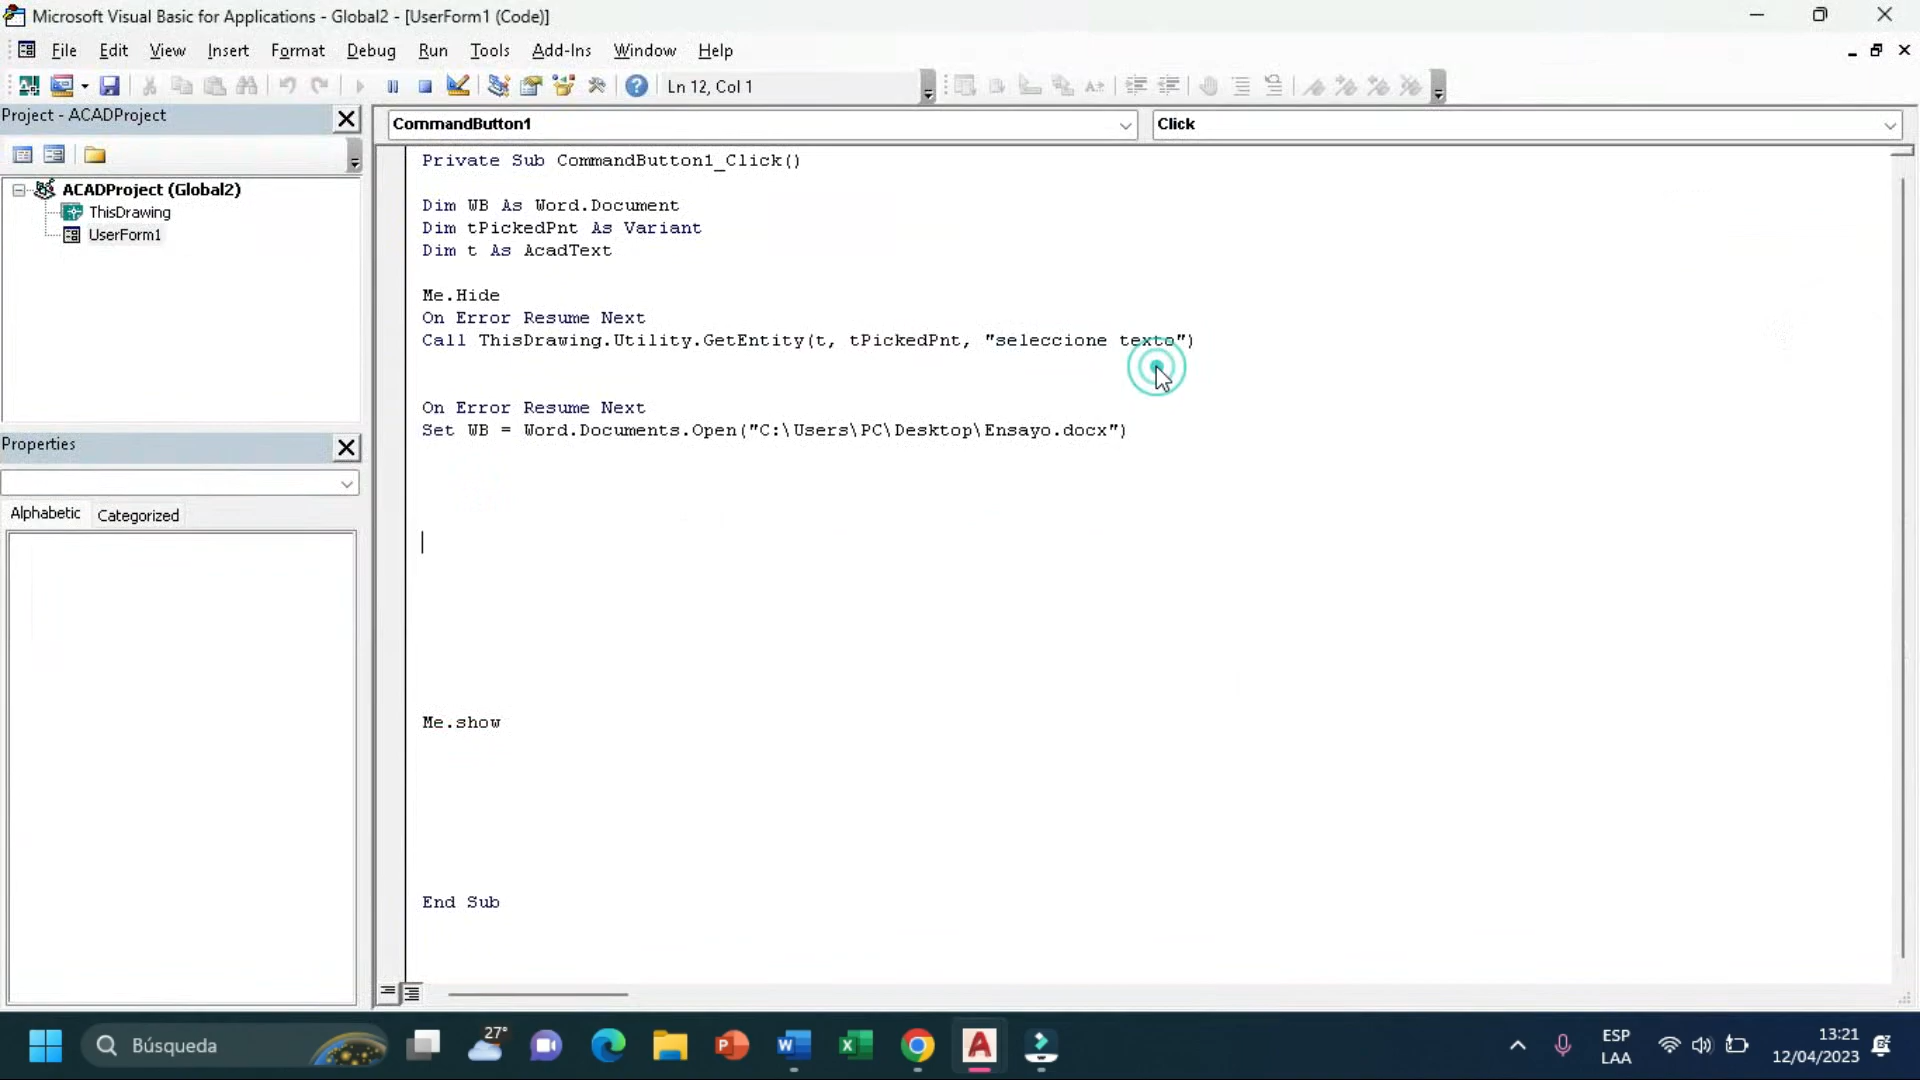 Microsoft Visual Basic for Applications - Global2 - [UserForm1 (Code)]
File Edit View Insert Format Debug Run Tools Add-Ins Window Help
Ln 12, Col 1
Project - ACADProject
CommandButton1
Click
ACADProject (Global2)
ThisDrawing
UserForm1
Properties
Alphabetic Categorized
Private Sub CommandButton1_Click()
Dim WB As Word.Document
Dim tPickedPnt As Variant
Dim t As AcadText
Me.Hide
On Error Resume Next
Call ThisDrawing.Utility.GetEntity(t, tPickedPnt, "seleccione texto")
On Error Resume Next
Set WB = Word.Documents.Open("C:\Users\PC\Desktop\Ensayo.docx")
Me.show
End Sub
Búsqueda
27°
ESP
LAA
13:21
12/04/2023